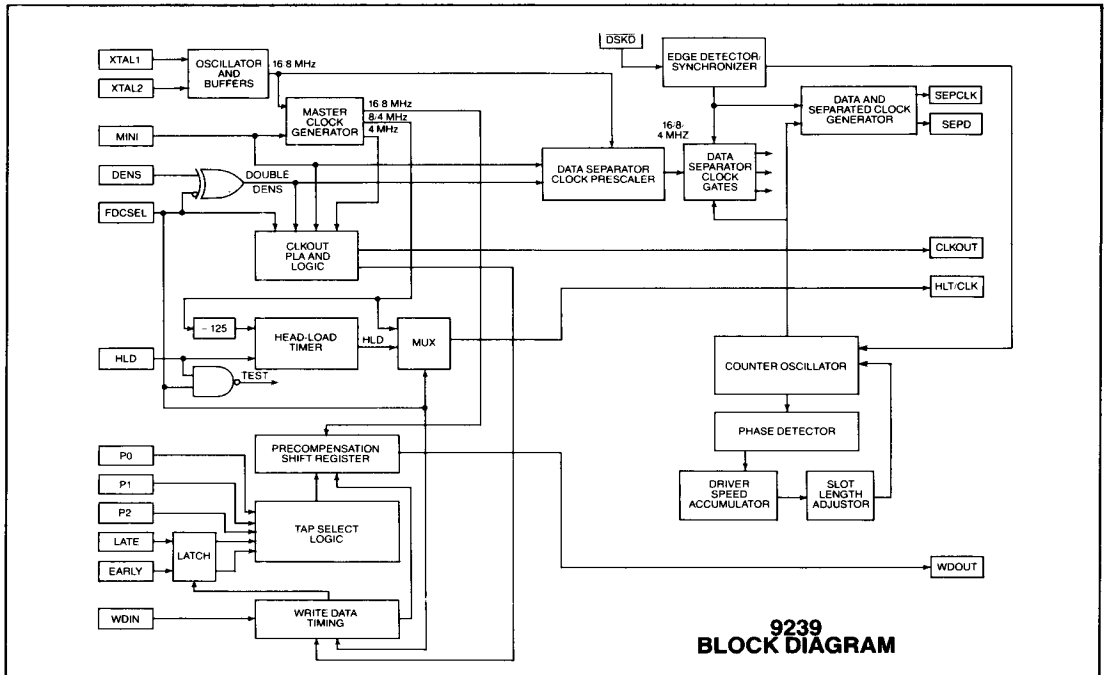 DSKD
XTAL1
XTAL2
OSCILLATOR
AND
BUFFERS
16 8 MHz
EDGE DETECTOR/
SYNCHRONIZER
MINI
MASTER
CLOCK
GENERATOR
16 8 MHz
8/4 MHz
4 MHz
DATA AND
SEPARATED CLOCK
GENERATOR
SEPCLK
SEPD
DENS
DOUBLE
DENS
FDCSEL
DATA SEPARATOR
CLOCK PRESCALER
16/8/
4 MHZ
DATA
SEPARATOR
CLOCK
GATES
CLKOUT
PLA AND
LOGIC
CLKOUT
HLT/CLK
- 125
HEAD-LOAD
TIMER
HLD
MUX
HLD
TEST
COUNTER OSCILLATOR
PHASE DETECTOR
P0
P1
P2
LATE
EARLY
PRECOMPENSATION
SHIFT REGISTER
DRIVER
SPEED
ACCUMULATOR
SLOT
LENGTH
ADJUSTOR
TAP SELECT
LOGIC
LATCH
WDOUT
WDIN
WRITE DATA
TIMING
9239
BLOCK DIAGRAM